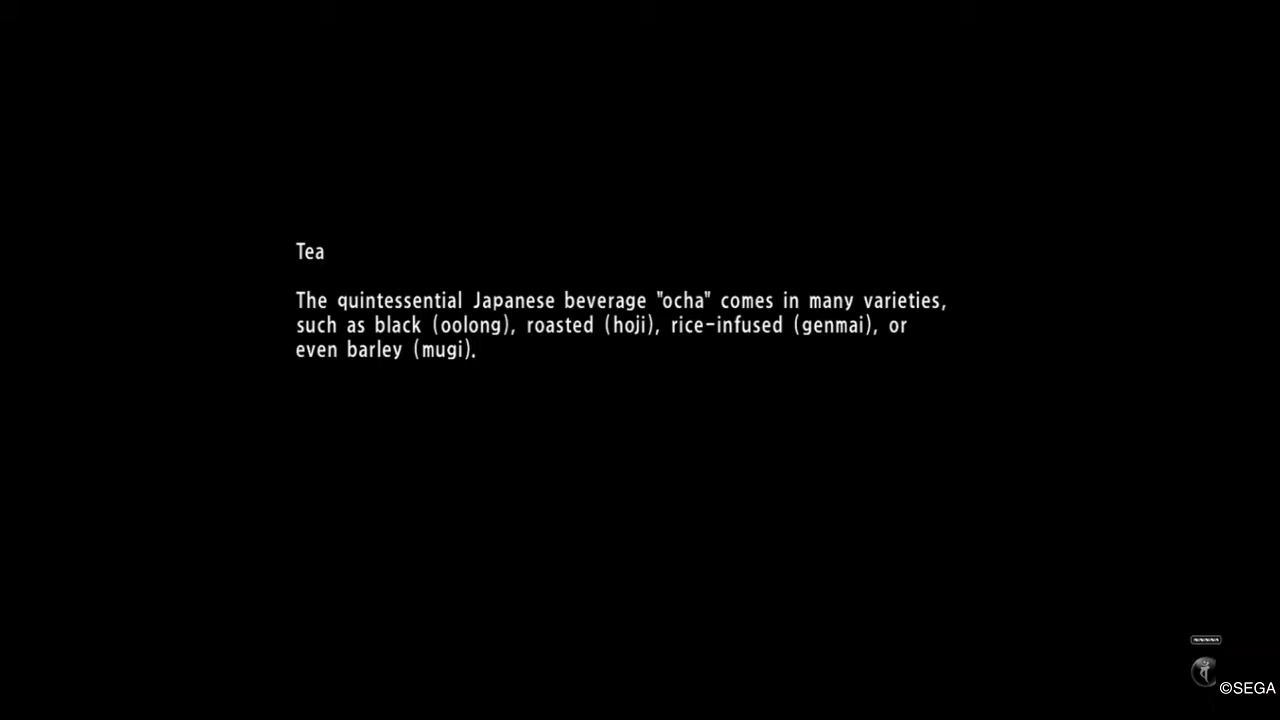 Tea
The quintessential Japanese beverage "ocha" comes in many varieties,
such as black (oolong), roasted (hoji), rice-infused (genmai), or
even barley (mugi).
©SEGA